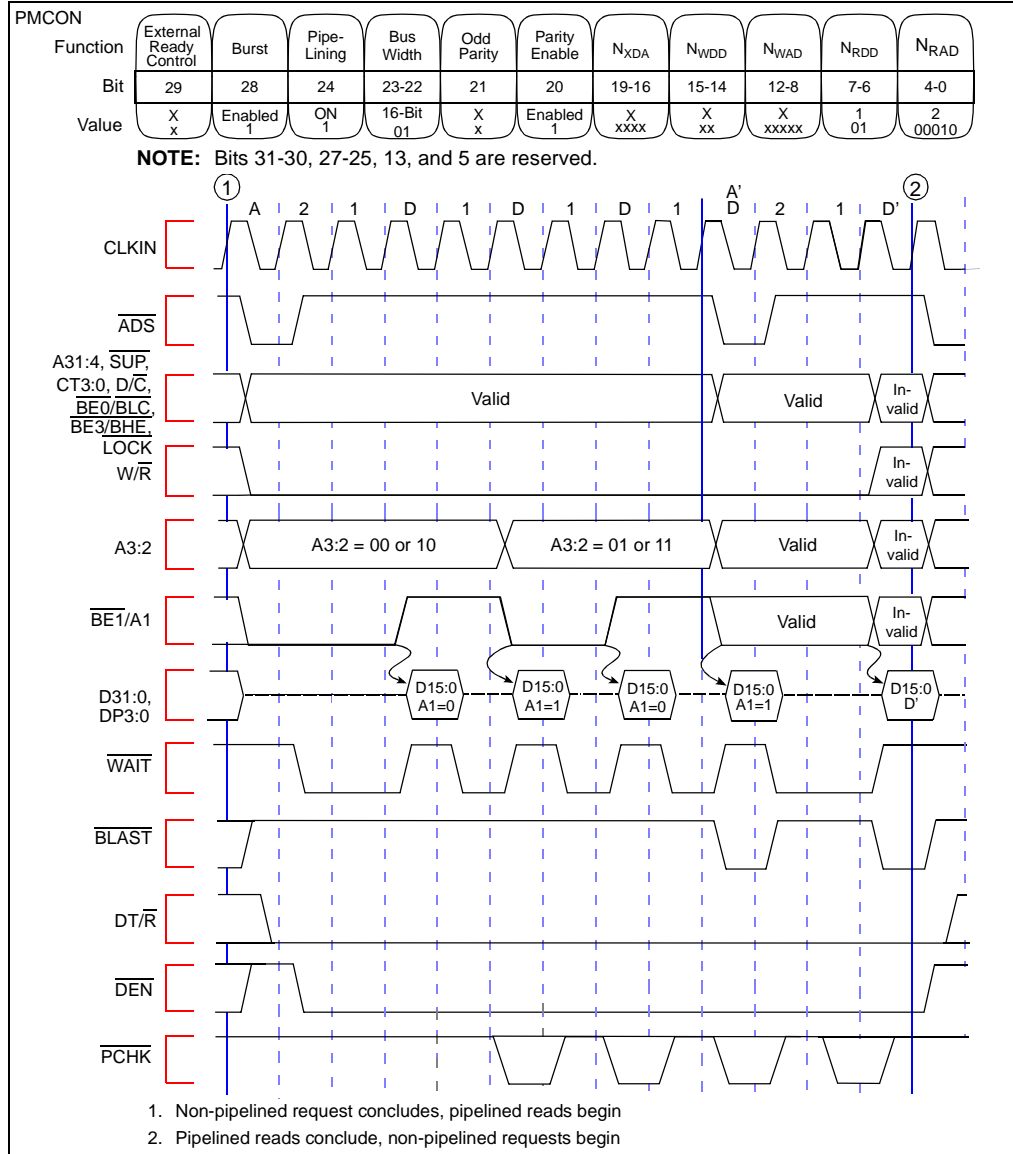 PMCON
Function External Ready Control Burst Pipe-Lining Bus Width Odd Parity Parity Enable NXDA NWDD NWAD NRDD NRAD
Bit 29 28 24 23-22 21 20 19-16 15-14 12-8 7-6 4-0
Value X x Enabled 1 ON 1 16-Bit 01 X x Enabled 1 X xxxx X xx X xxxxx 1 01 2 00010
NOTE: Bits 31-30, 27-25, 13, and 5 are reserved.
1 2
A'
A 2 1 D 1 D 1 D 1 D 2 1 D'
CLKIN
ADS
A31:4, SUP,
CT3:0, D/C,
BE0/BLC,
BE3/BHE,
LOCK
Valid Valid In-valid
W/R In-valid
A3:2 A3:2 = 00 or 10 A3:2 = 01 or 11 Valid In-valid
BE1/A1 Valid In-valid
D31:0,
DP3:0
D15:0 D15:0 D15:0 D15:0 D15:0
A1=0 A1=1 A1=0 A1=1 D'
WAIT
BLAST
DT/R
DEN
PCHK
1. Non-pipelined request concludes, pipelined reads begin
2. Pipelined reads conclude, non-pipelined requests begin